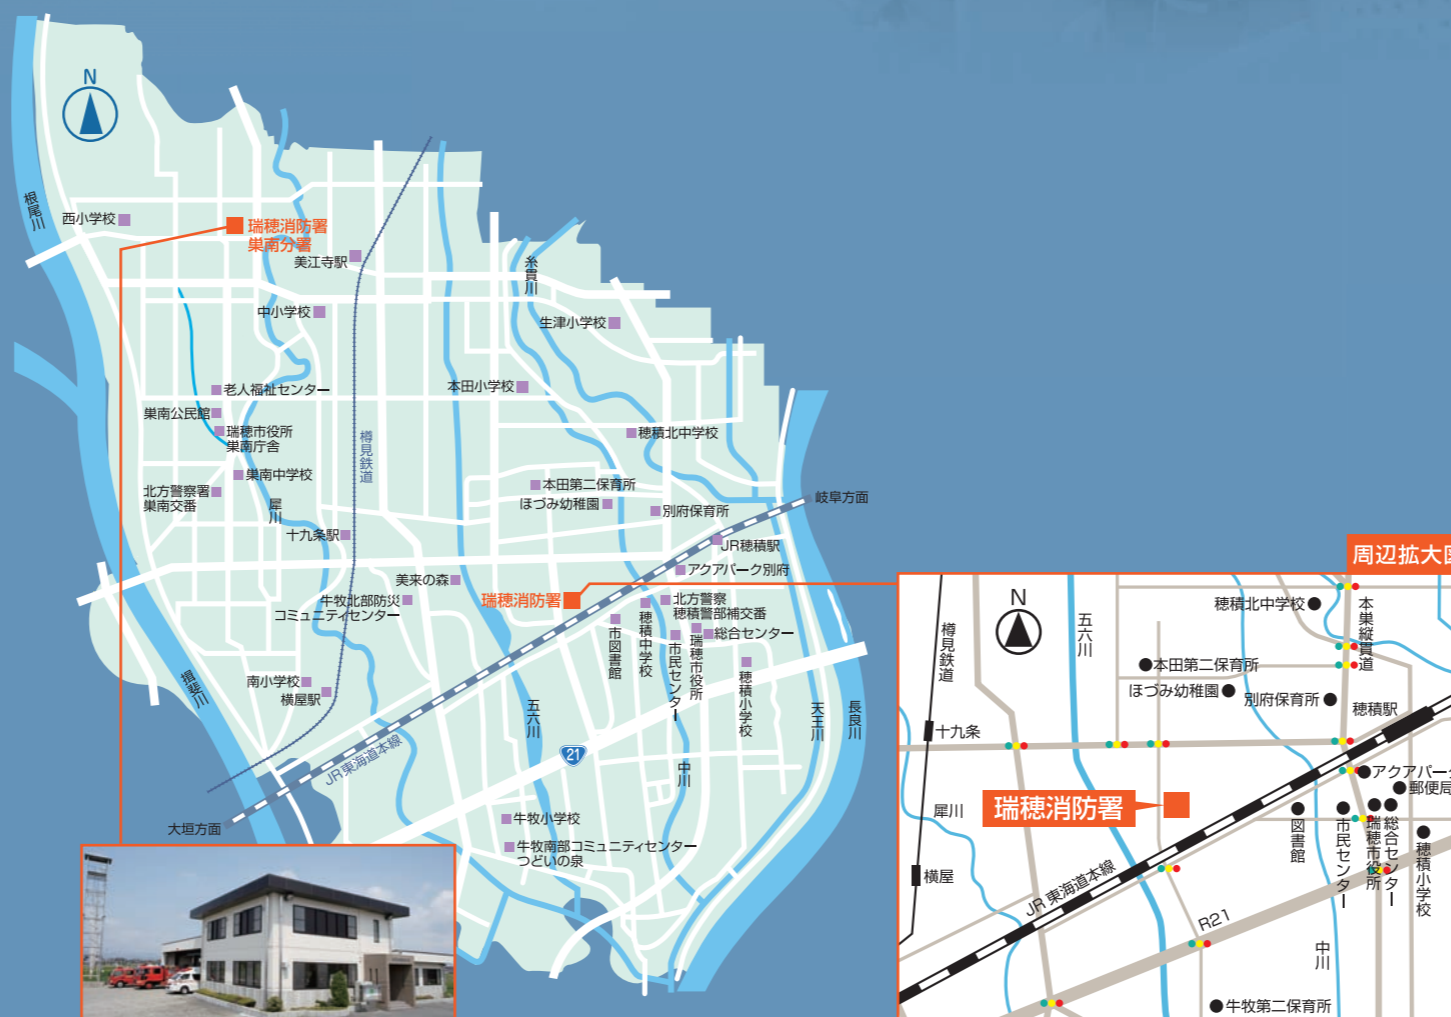 N
根尾川
西小学校
瑞穂消防署
巣南分署
美江寺駅
糸貫川
中小学校
生津小学校
老人福祉センター
本田小学校
巣南公民館
瑞穂市役所
巣南庁舎
樽見鉄道
穂積北中学校
巣南中学校
北方警察署
巣南交番
本田第二保育所
ほづみ幼稚園
別府保育所
岐阜方面
犀川
十九条駅
JR穂積駅
美来の森
アクアパーク別府
瑞穂消防署
牛牧北部防災
コミュニティセンター
北方警察
穂積警部補交番
穂積中学校
市図書館
市民センター
瑞穂市役所
総合センター
穂積小学校
揖斐川
南小学校
横屋駅
五六川
天王川
長良川
JR東海道本線
21
中川
大垣方面
牛牧小学校
牛牧南部コミュニティセンター
つどいの泉
周辺拡大図
N
樽見鉄道
五六川
穂積北中学校
本巣縦貫道
本田第二保育所
ほづみ幼稚園
別府保育所
穂積駅
十九条
アクアパーク
郵便局
瑞穂消防署
犀川
図書館
市民センター
瑞穂市役所
総合センター
穂積小学校
横屋
JR東海道本線
R21
中川
牛牧第二保育所